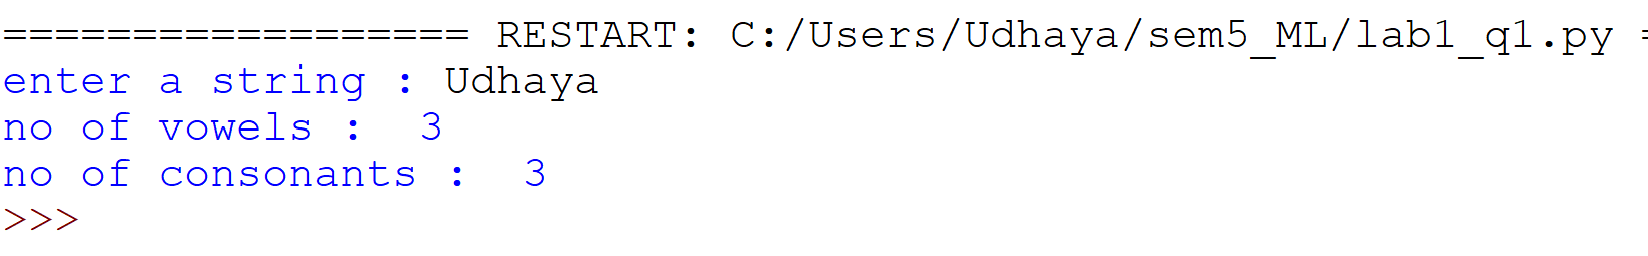 ================== RESTART: C:/Users/Udhaya/sem5_ML/lab1_q1.py =
enter a string : Udhaya
no of vowels :  3
no of consonants :  3
>>>